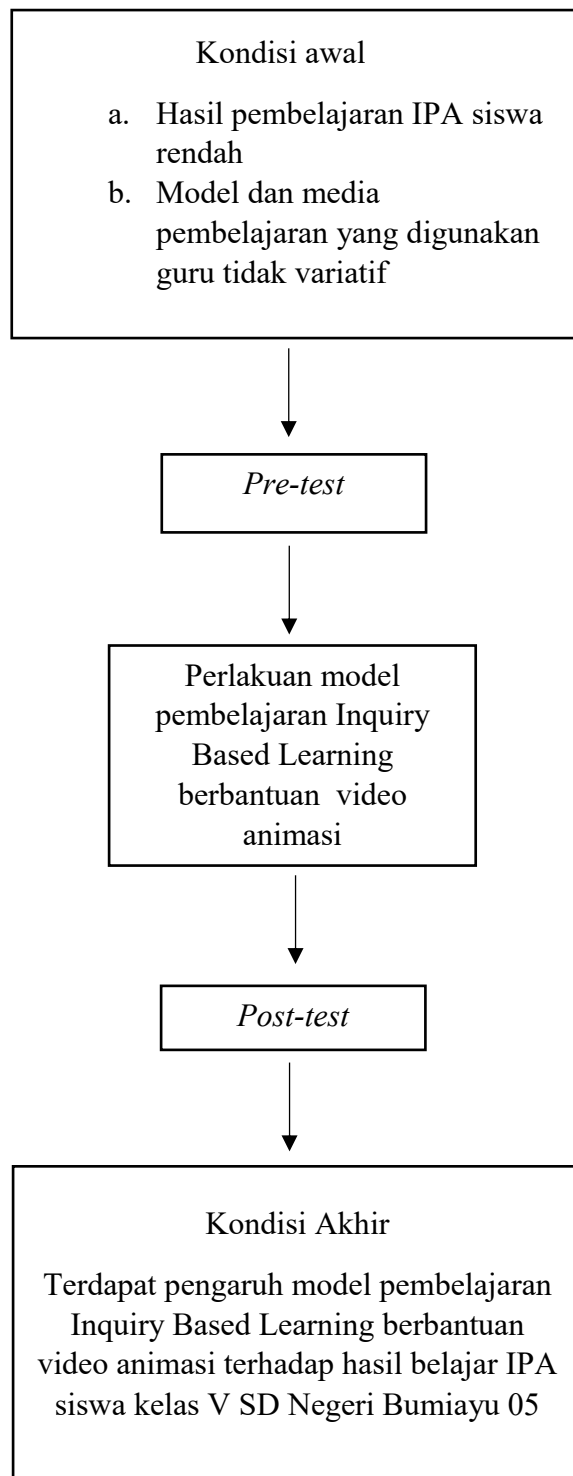 Kondisi awal
a. Hasil pembelajaran IPA siswa
rendah
b. Model dan media
pembelajaran yang digunakan
guru tidak variatif
Pre-test
Perlakuan model
pembelajaran Inquiry
Based Learning
berbantuan video
animasi
Post-test
Kondisi Akhir
Terdapat pengaruh model pembelajaran
Inquiry Based Learning berbantuan
video animasi terhadap hasil belajar IPA
siswa kelas V SD Negeri Bumiayu 05